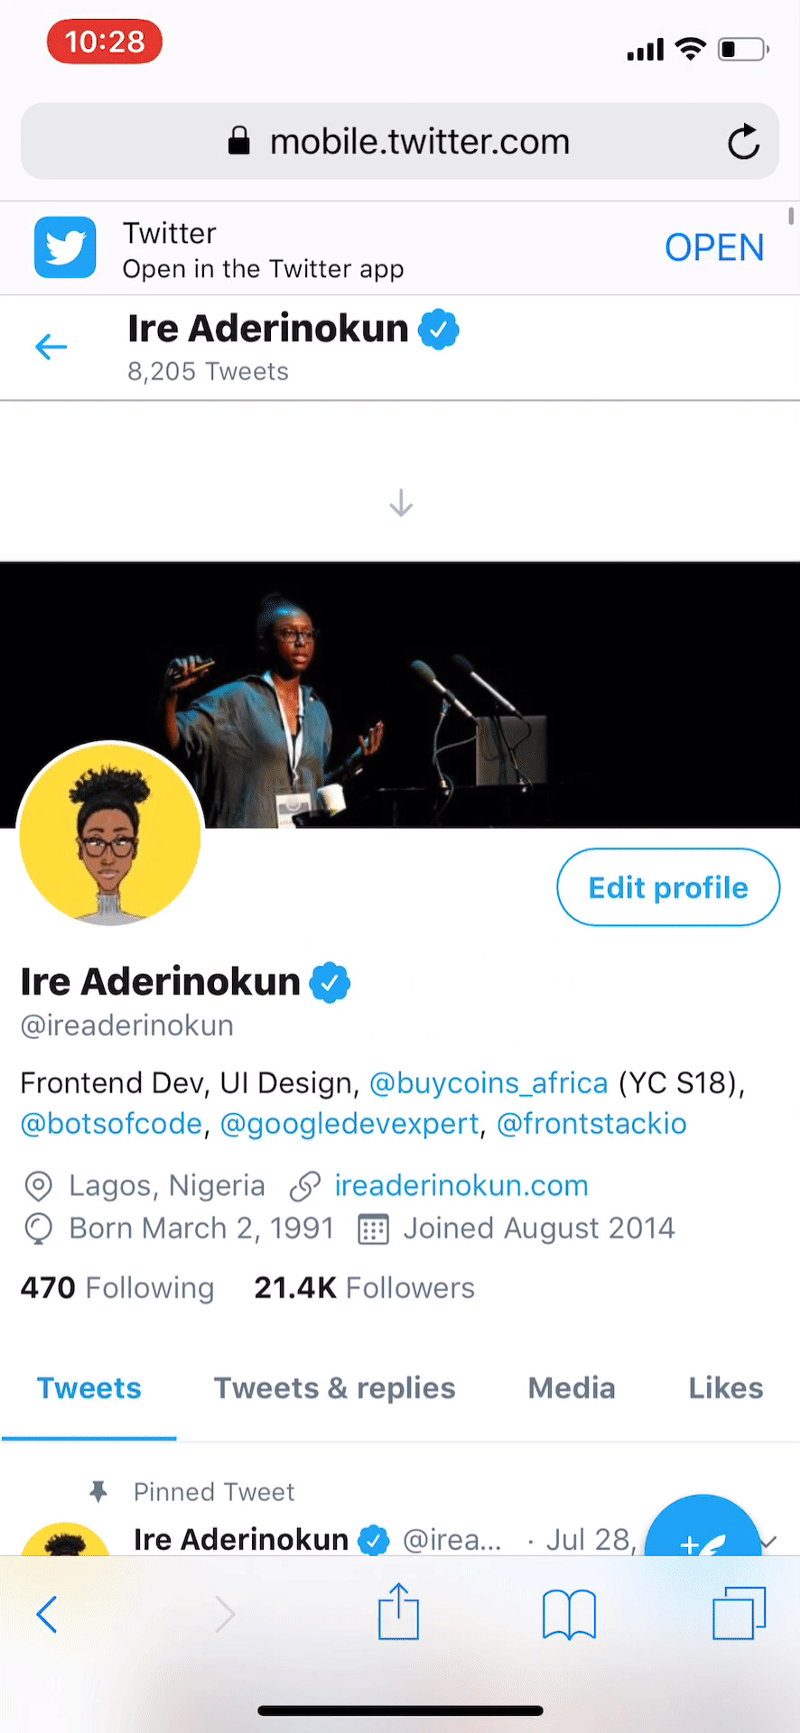 10:28
mobile.twitter.com
Twitter
OPEN
Open in the Twitter app
Ire Aderinokun
8,205 Tweets
Edit profile
Ire Aderinokun
@ireaderinokun
Frontend Dev, UI Design, @buycoins_africa (YC S18),
@botsofcode, @googledevexpert, @frontstackio
Lagos, Nigeria ireaderinokun.com
Born March 2, 1991 Joined August 2014
470 Following 21.4K Followers
Tweets Tweets & replies Media Likes
Pinned Tweet
Ire Aderinokun @irea... · Jul 28,